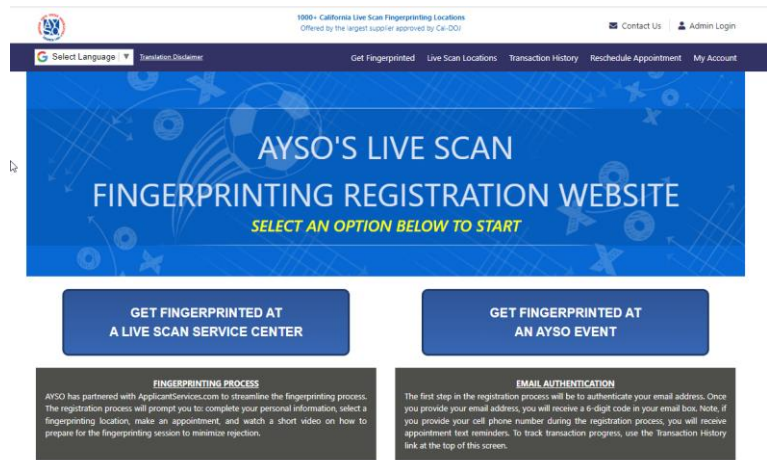 1000+ California Live Scan Fingerprinting Locations
Offered by the largest supplier approved by Cal-DOJ
Contact Us
Admin Login
Select Language ▼
Translation Disclaimer
Get Fingerprinted
Live Scan Locations
Transaction History
Reschedule Appointment
My Account
AYSO'S LIVE SCAN
FINGERPRINTING REGISTRATION WEBSITE
SELECT AN OPTION BELOW TO START
GET FINGERPRINTED AT
A LIVE SCAN SERVICE CENTER
GET FINGERPRINTED AT
AN AYSO EVENT
FINGERPRINTING PROCESS
AYSO has partnered with ApplicantServices.com to streamline the fingerprinting process.
The registration process will prompt you to: complete your personal information, select a
fingerprinting location, make an appointment, and watch a short video on how to
prepare for the fingerprinting session to minimize rejection.
EMAIL AUTHENTICATION
The first step in the registration process will be to authenticate your email address. Once
you provide your email address, you will receive a 6-digit code in your email box. Note, if
you provide your cell phone number during the registration process, you will receive
appointment text reminders. To track transaction progress, use the Transaction History
link at the top of this screen.